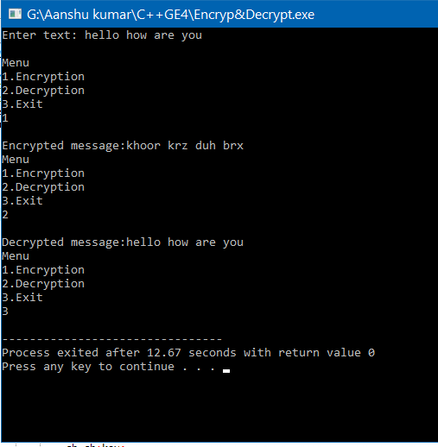 G:\Aanshu kumar\C++GE4\Encryp&Decrypt.exe
Enter text: hello how are you
Menu
1.Encryption
2.Decryption
3.Exit
1
Encrypted message:khoor krz duh brx
Menu
1.Encryption
2.Decryption
3.Exit
2
Decrypted message:hello how are you
Menu
1.Encryption
2.Decryption
3.Exit
3
--------------------------------
Process exited after 12.67 seconds with return value 0
Press any key to continue . . .